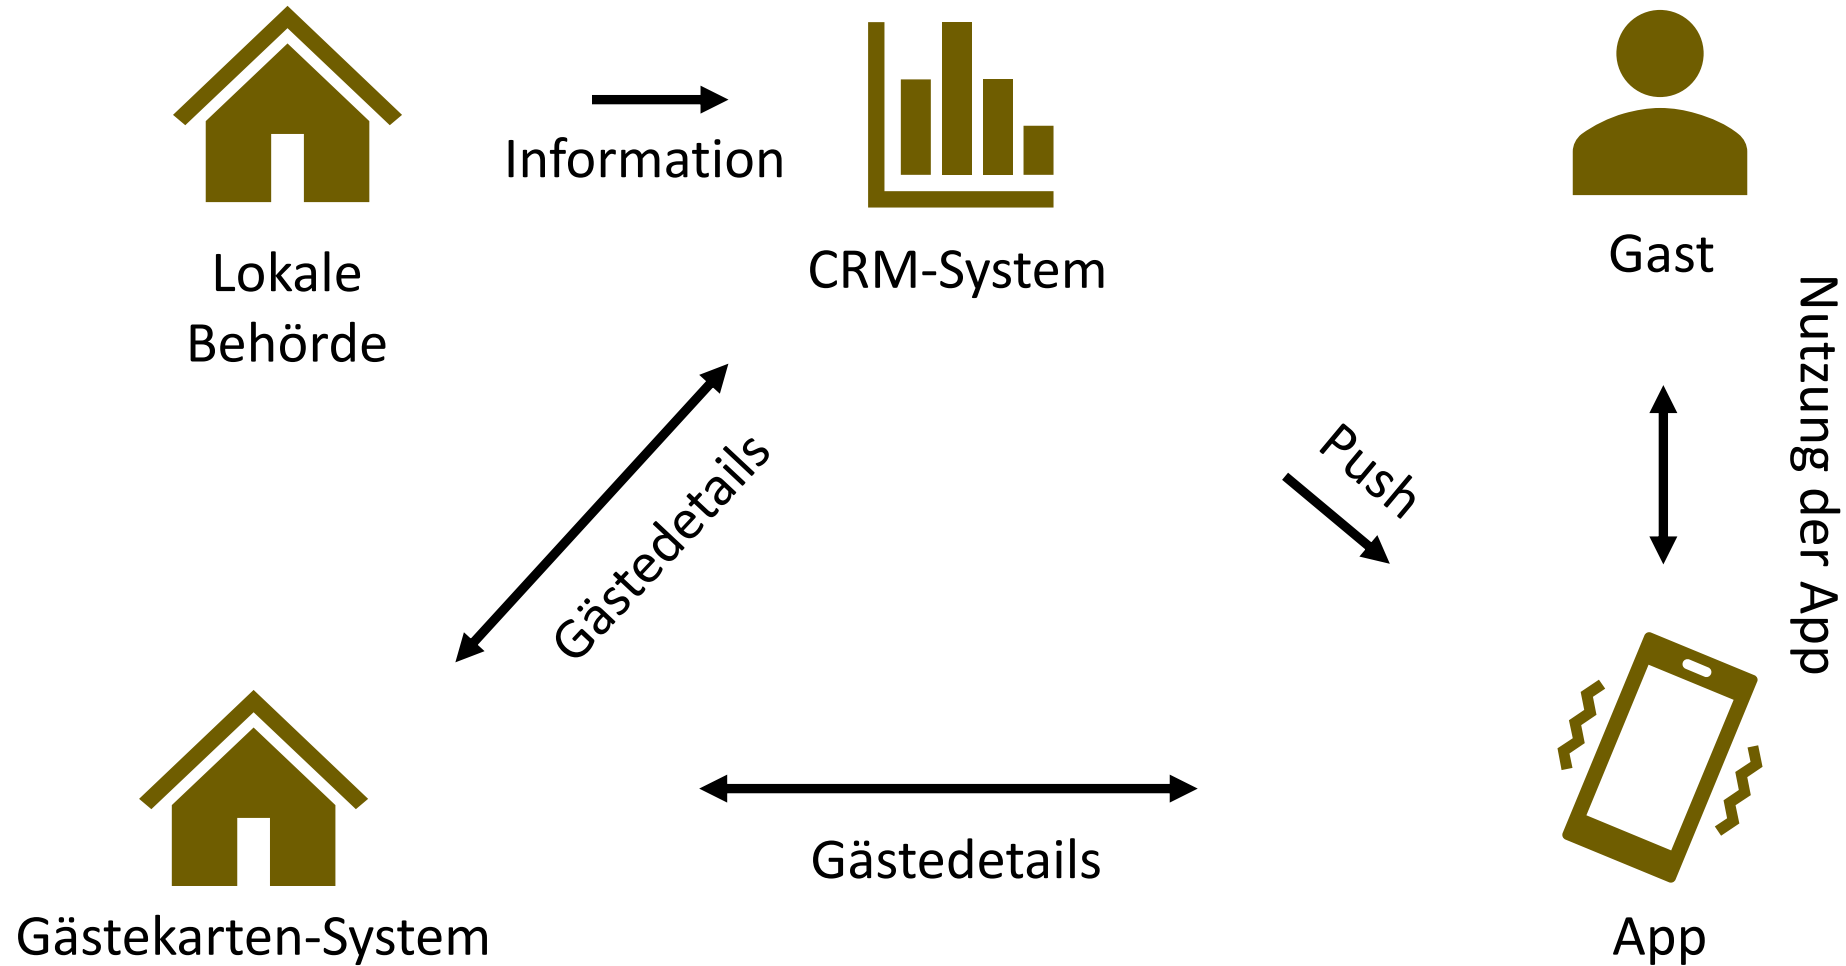 Information
Lokale
Behörde
CRM-System
Gast
Nutzung der App
Push
Gästedetails
Gästedetails
Gästekarten-System
App